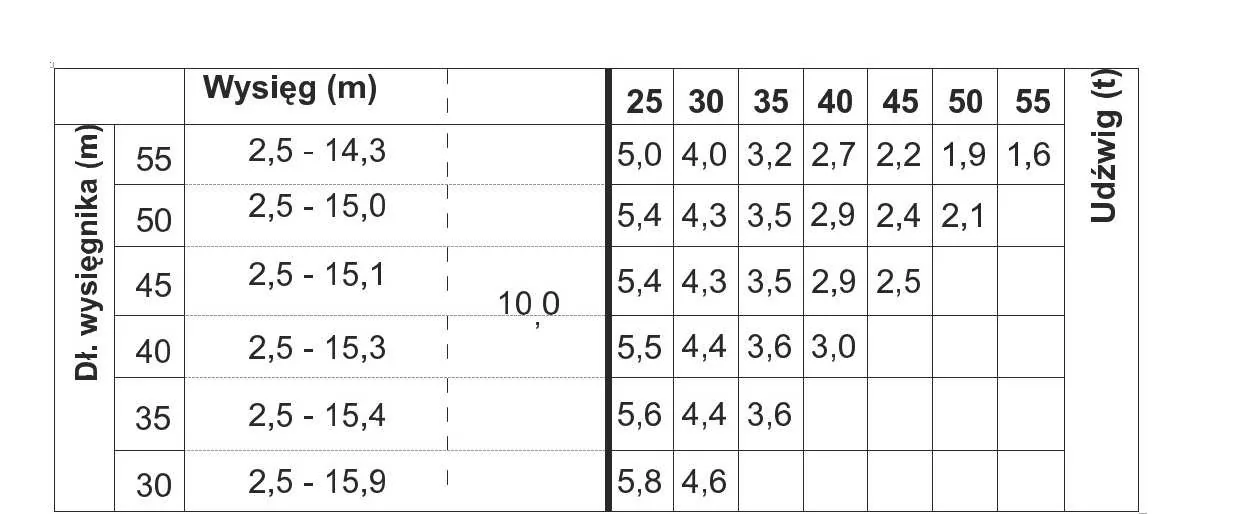 Wysięg (m) 25 30 35 40 45 50 55 Udźwig (t)
Dł. wysięgnika (m)
55 2,5 - 14,3 5,0 4,0 3,2 2,7 2,2 1,9 1,6
50 2,5 - 15,0 5,4 4,3 3,5 2,9 2,4 2,1
45 2,5 - 15,1 5,4 4,3 3,5 2,9 2,5
10,0
40 2,5 - 15,3 5,5 4,4 3,6 3,0
35 2,5 - 15,4 5,6 4,4 3,6
30 2,5 - 15,9 5,8 4,6